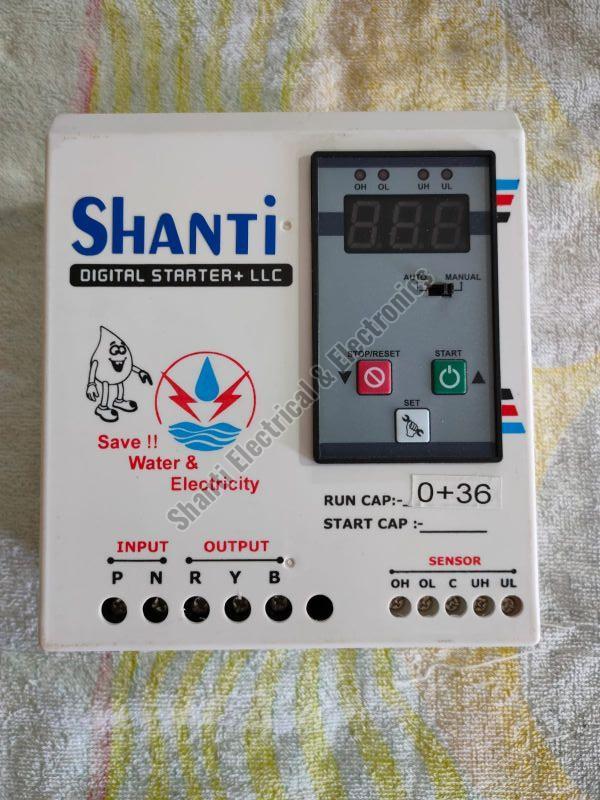 SHANTi
DIGITAL STARTER+ LLC
OH OL UH UL
888
AUTO MANUAL
STOP/RESET START
SET
Save !!
Water &
Electricity
RUN CAP:- 0+36
START CAP :-
INPUT OUTPUT
P N R Y B
SENSOR
OH OL C UH UL
Shanti Electrical & Electronics